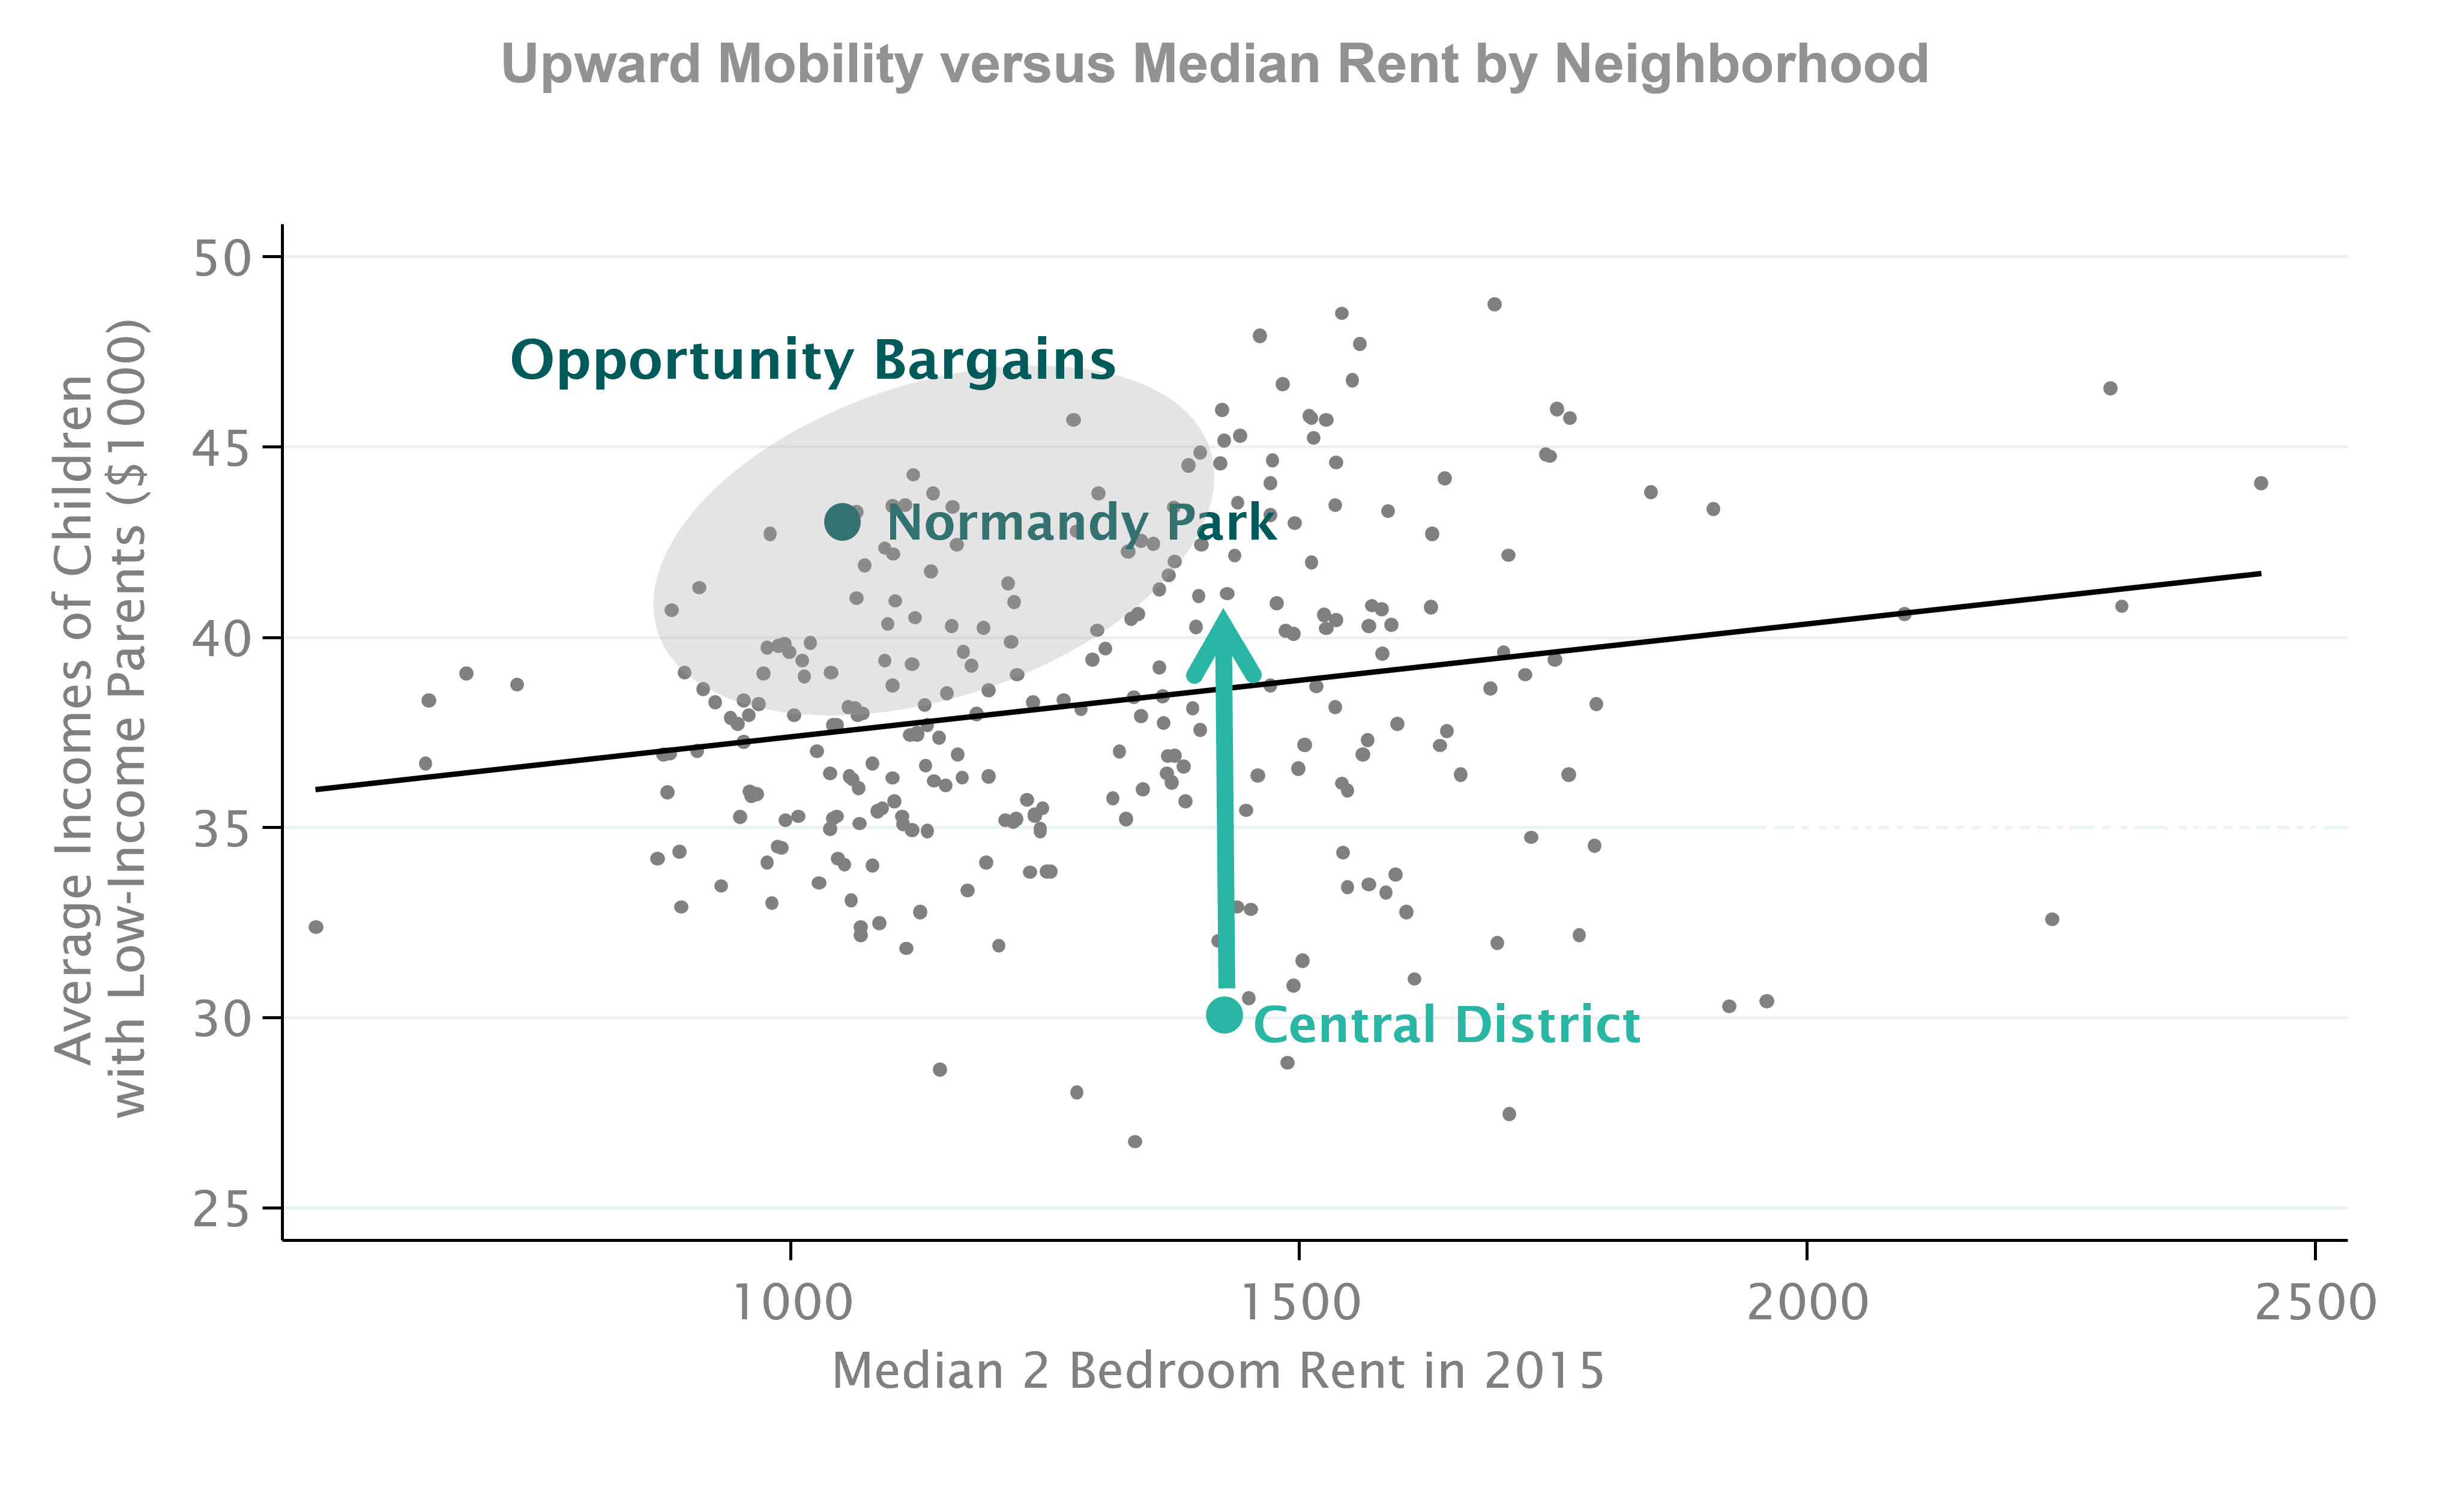 Upward Mobility versus Median Rent by Neighborhood
Average Incomes of Children
with Low-Income Parents ($1000)
50
45
40
35
30
25
Opportunity Bargains
Normandy Park
Central District
1000
1500
2000
2500
Median 2 Bedroom Rent in 2015